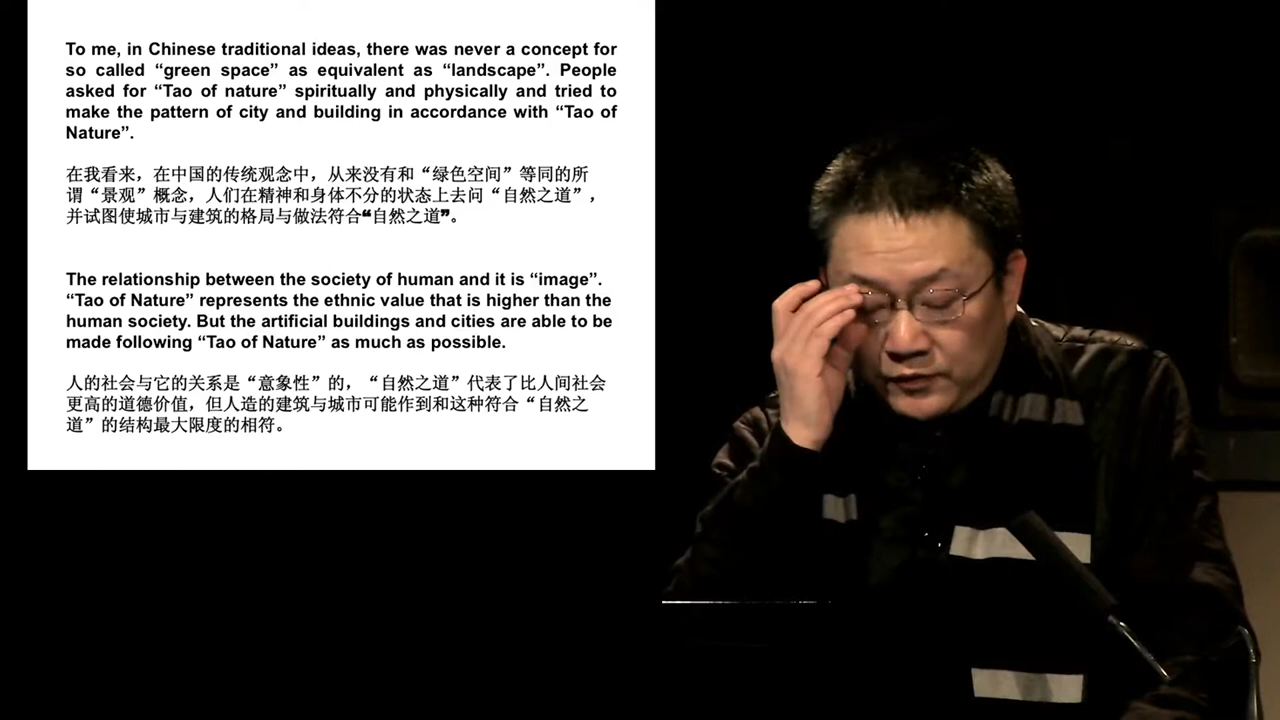 To me, in Chinese traditional ideas, there was never a concept for
so called “green space” as equivalent as “landscape”. People
asked for “Tao of nature” spiritually and physically and tried to
make the pattern of city and building in accordance with “Tao of
Nature”.
在我看来，在中国的传统观念中，从来没有和“绿色空间”等同的所
谓“景观”概念，人们在精神和身体不分的状态上去问“自然之道”，
并试图使城市与建筑的格局与做法符合“自然之道”。
The relationship between the society of human and it is “image”.
“Tao of Nature” represents the ethnic value that is higher than the
human society. But the artificial buildings and cities are able to be
made following “Tao of Nature” as much as possible.
人的社会与它的关系是“意象性”的，“自然之道”代表了比人间社会
更高的道德价值，但人造的建筑与城市可能作到和这种符合“自然之
道”的结构最大限度的相符。